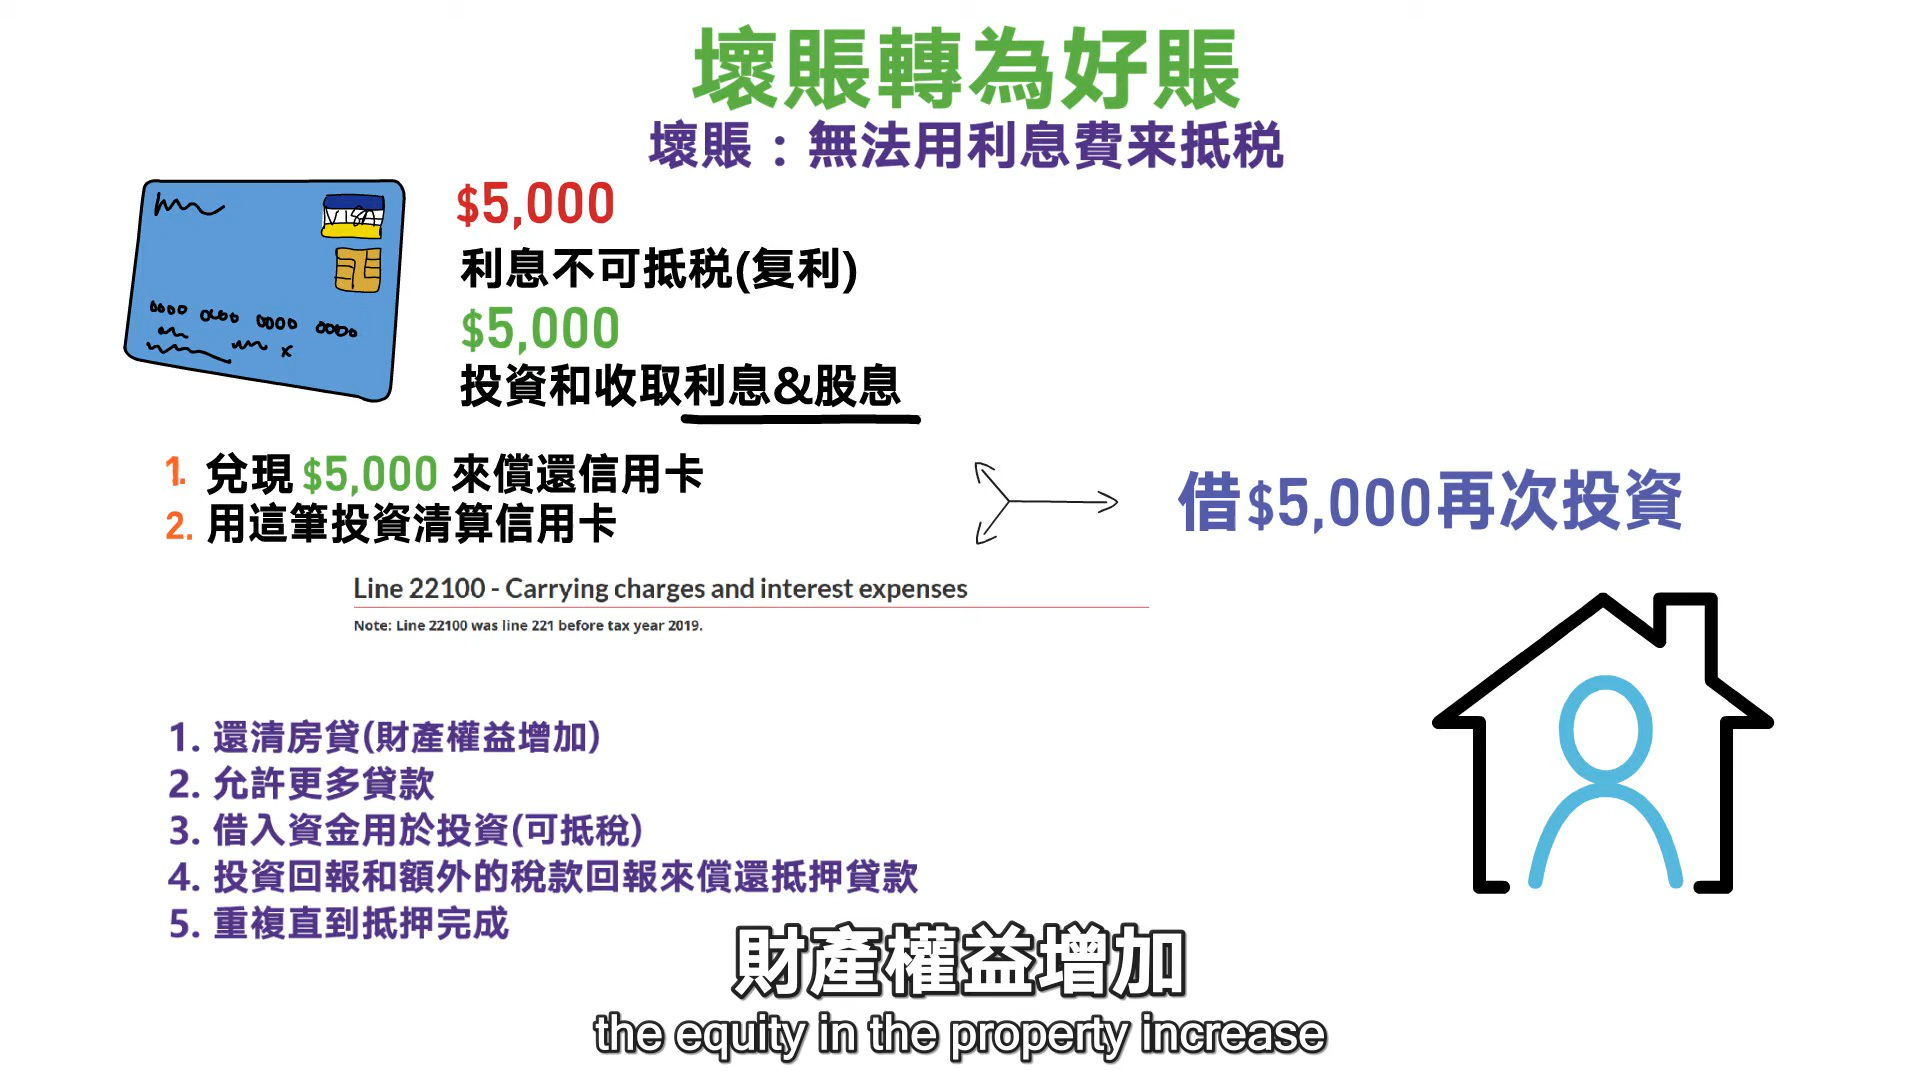 壞賬轉為好賬
壞賬：無法用利息費来抵税
VISA
$5,000
利息不可抵税(复利)
$5,000
投資和收取利息&股息
1. 兌現 $5,000 來償還信用卡
2. 用這筆投資清算信用卡
借$5,000再次投資
Line 22100 - Carrying charges and interest expenses
Note: Line 22100 was line 221 before tax year 2019.
1. 還清房貸(財產權益增加)
2. 允許更多貸款
3. 借入資金用於投資(可抵稅)
4. 投資回報和額外的稅款回報來償還抵押貸款
5. 重複直到抵押完成
財產權益增加
the equity in the property increase